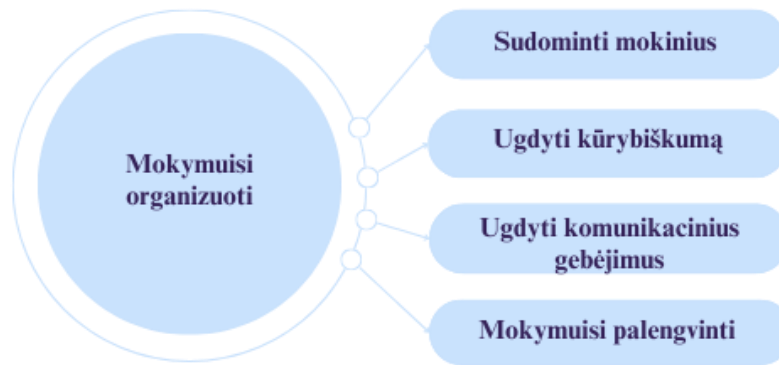 Mokymuisi
organizuoti
Sudominti mokinius
Ugdyti kūrybiškumą
Ugdyti komunikacinius
gebėjimus
Mokymuisi palengvinti